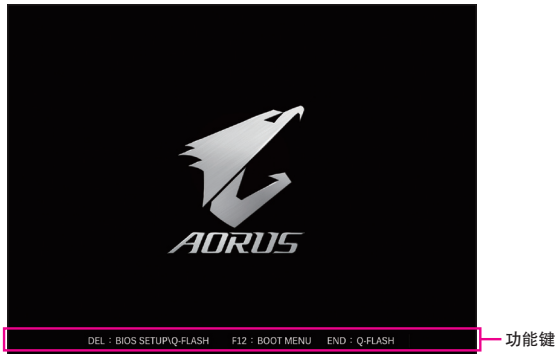 AORUS
DEL：BIOS SETUP\Q-FLASH F12：BOOT MENU END：Q-FLASH
功能键